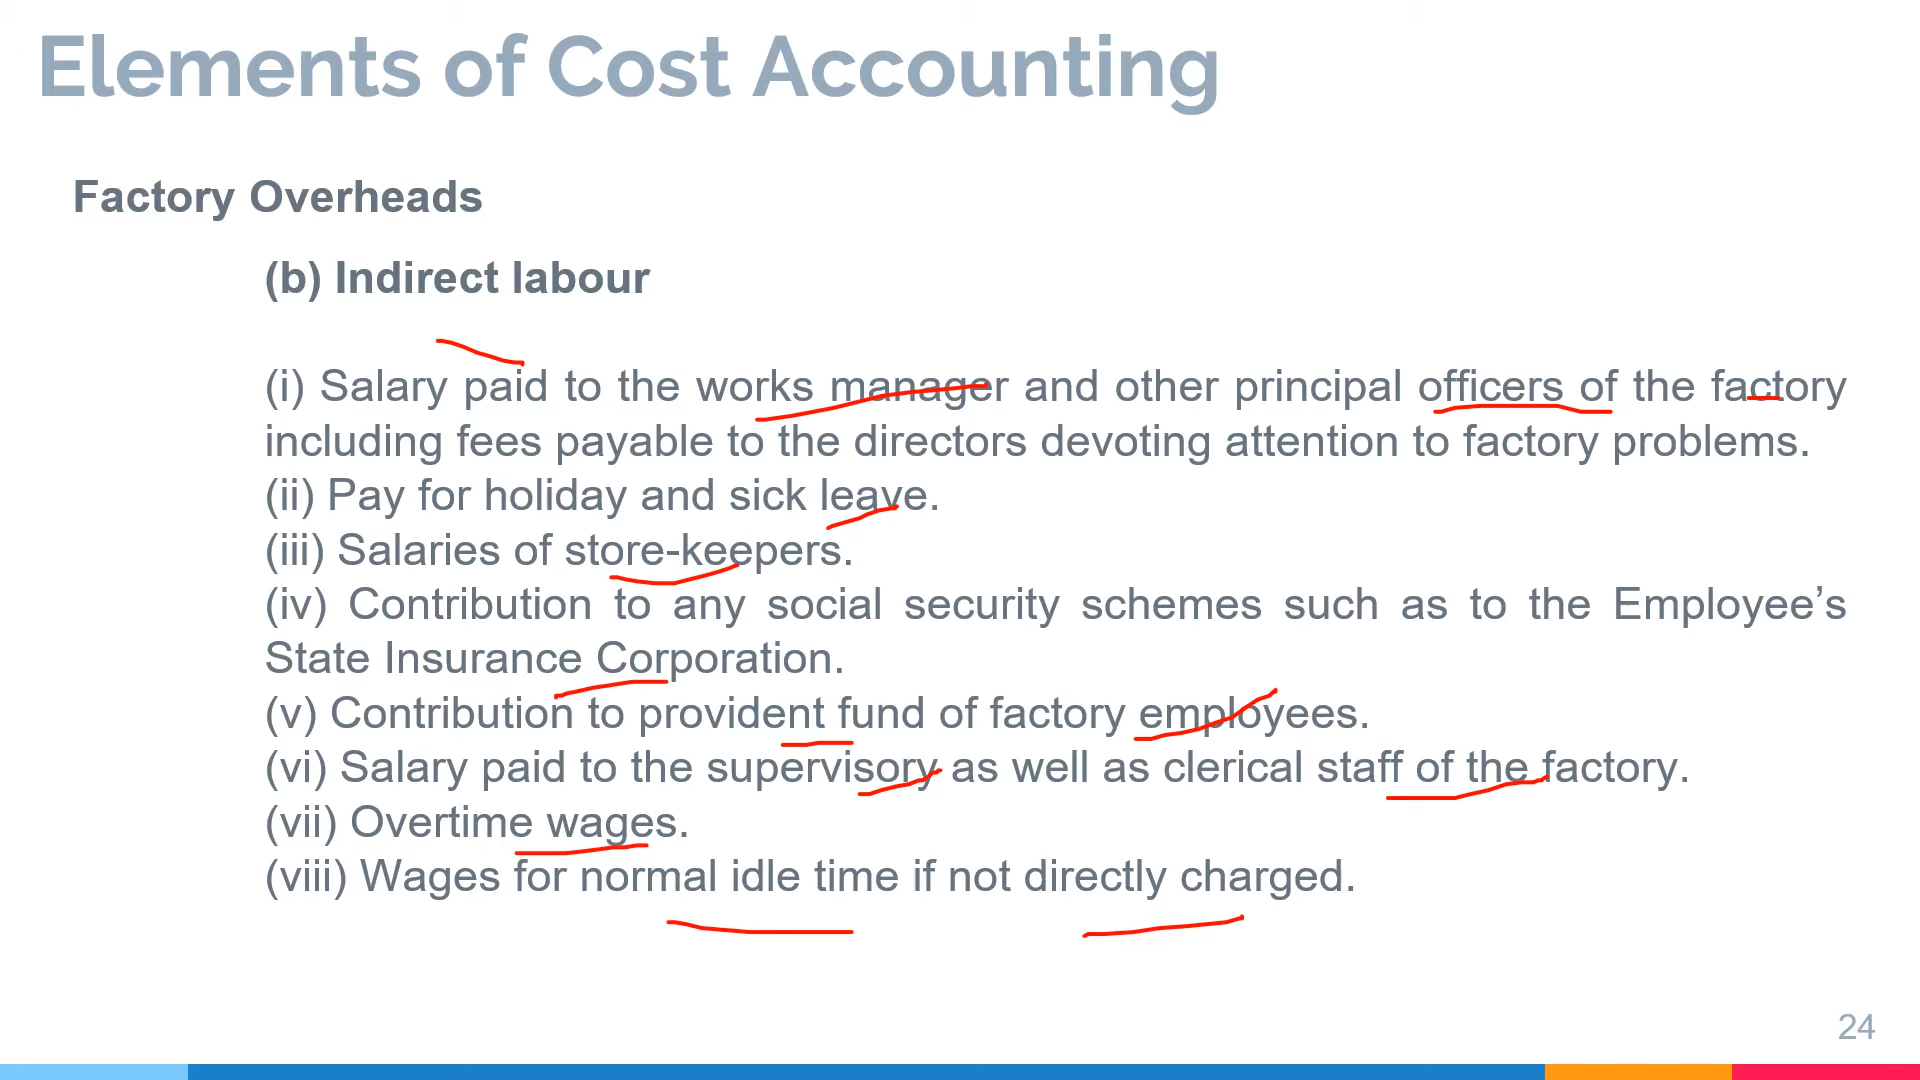 Elements of Cost Accounting
Factory Overheads
(b) Indirect labour
(i) Salary paid to the works manager and other principal officers of the factory
including fees payable to the directors devoting attention to factory problems.
(ii) Pay for holiday and sick leave.
(iii) Salaries of store-keepers.
(iv) Contribution to any social security schemes such as to the Employee’s
State Insurance Corporation.
(v) Contribution to provident fund of factory employees.
(vi) Salary paid to the supervisory as well as clerical staff of the factory.
(vii) Overtime wages.
(viii) Wages for normal idle time if not directly charged.
24